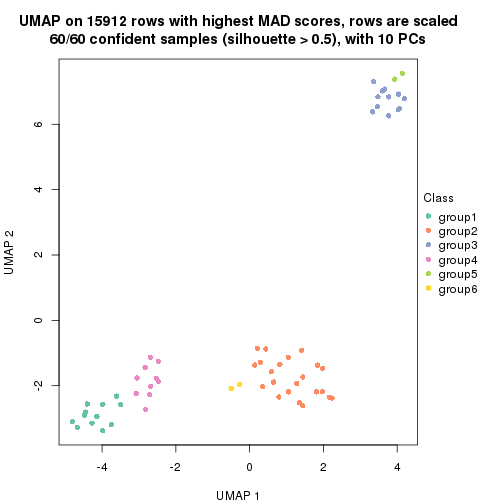 UMAP on 15912 rows with highest MAD scores, rows are scaled
60/60 confident samples (silhouette > 0.5), with 10 PCs
6
4
2
0
-2
UMAP 2
-4
-2
0
2
4
UMAP 1
Class
group1
group2
group3
group4
group5
group6